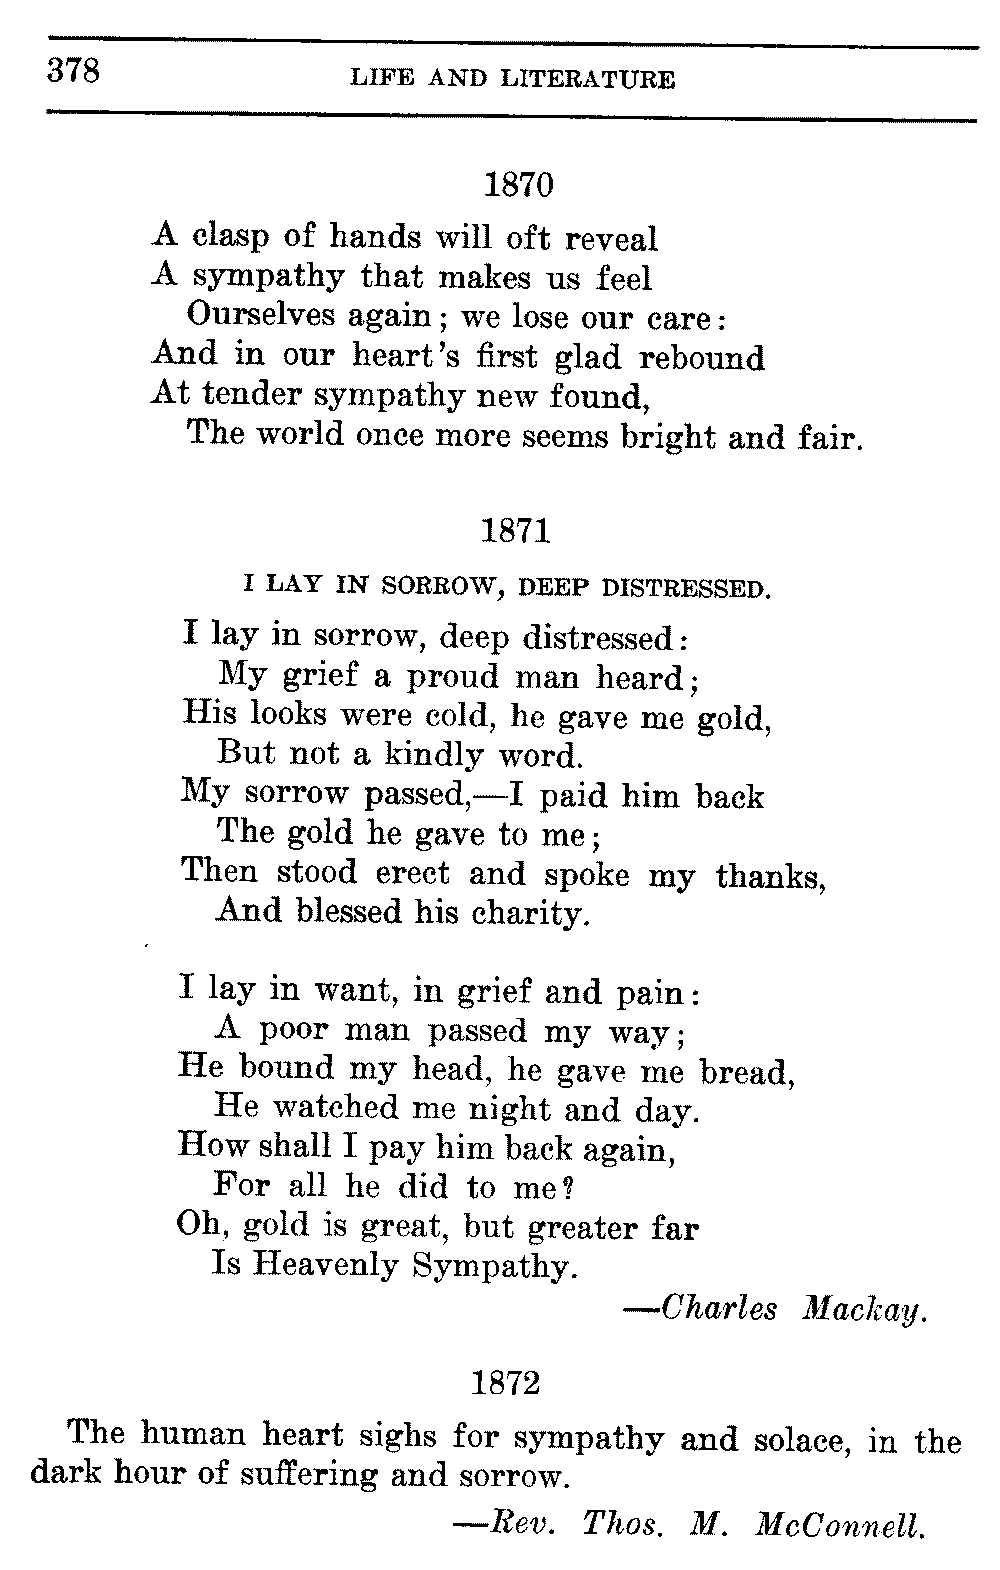 378
LIFE AND LITERATURE
1870
A clasp of hands will oft reveal
A sympathy that makes us feel
Ourselves again; we lose our care:
And in our heart's first glad rebound
At tender sympathy new found,
The world once more seems bright and fair.
1871
I LAY IN SORROW, DEEP DISTRESSED.
I lay in sorrow, deep distressed:
My grief a proud man heard;
His looks were cold, he gave me gold,
But not a kindly word.
My sorrow passed,—I paid him back
The gold he gave to me;
Then stood erect and spoke my thanks,
And blessed his charity.
I lay in want, in grief and pain:
A poor man passed my way;
He bound my head, he gave me bread,
He watched me night and day.
How shall I pay him back again,
For all he did to me?
Oh, gold is great, but greater far
Is Heavenly Sympathy.
—Charles Mackay.
1872
The human heart sighs for sympathy and solace, in the
dark hour of suffering and sorrow.
—Rev. Thos. M. McConnell.